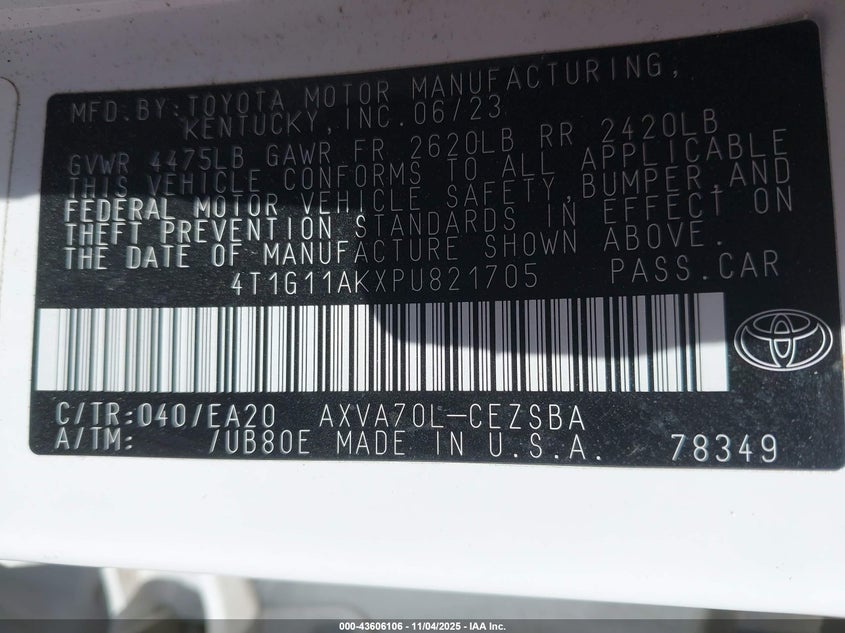 MFD.BY:TOYOTA MOTOR MANUFACTURING,
KENTUCKY,INC.06/23
GVWR 4475LB GAWR FR 2620LB RR 2420LB
THIS VEHICLE CONFORMS TO ALL APPLICABLE
FEDERAL MOTOR VEHICLE SAFETY,BUMPER,AND
THEFT PREVENTION STANDARDS IN EFFECT ON
THE DATE OF MANUFACTURE SHOWN ABOVE.
4T1G11AKXPU821705 PASS.CAR
C/TR:040/EA20 AXVA70L-CEZSBA
A/TM: /UB80E MADE IN U.S.A. 78349
000-43606106 - 11/04/2025 - IAA Inc.